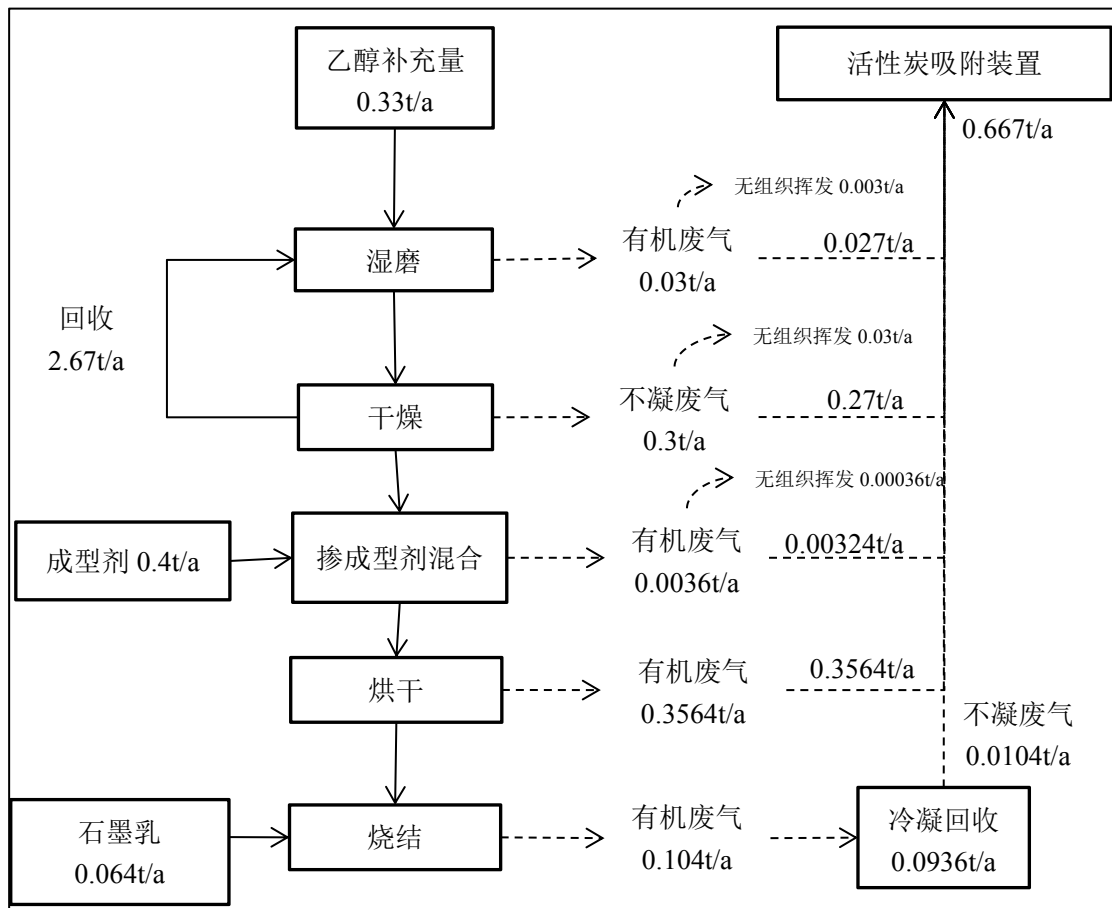 乙醇补充量
0.33t/a
活性炭吸附装置
0.667t/a
无组织挥发 0.003t/a
湿磨
有机废气
0.03t/a
0.027t/a
回收
2.67t/a
无组织挥发 0.03t/a
干燥
不凝废气
0.3t/a
0.27t/a
无组织挥发 0.00036t/a
成型剂 0.4t/a
掺成型剂混合
有机废气
0.0036t/a
0.00324t/a
烘干
有机废气
0.3564t/a
0.3564t/a
不凝废气
0.0104t/a
石墨乳
0.064t/a
烧结
有机废气
0.104t/a
冷凝回收
0.0936t/a